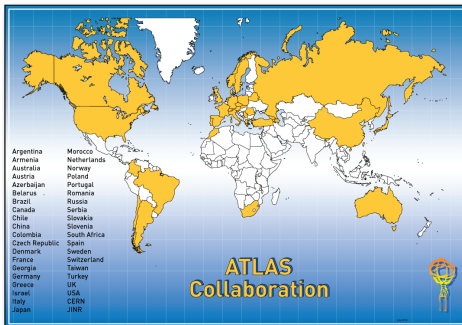 Argentina
Armenia
Australia
Austria
Azerbaijan
Belarus
Brazil
Canada
Chile
China
Colombia
Czech Republic
Denmark
France
Georgia
Germany
Greece
Israel
Italy
Japan
Morocco
Netherlands
Norway
Poland
Portugal
Romania
Russia
Serbia
Slovakia
Slovenia
South Africa
Spain
Sweden
Switzerland
Taiwan
Turkey
UK
USA
CERN
JINR
ATLAS
Collaboration